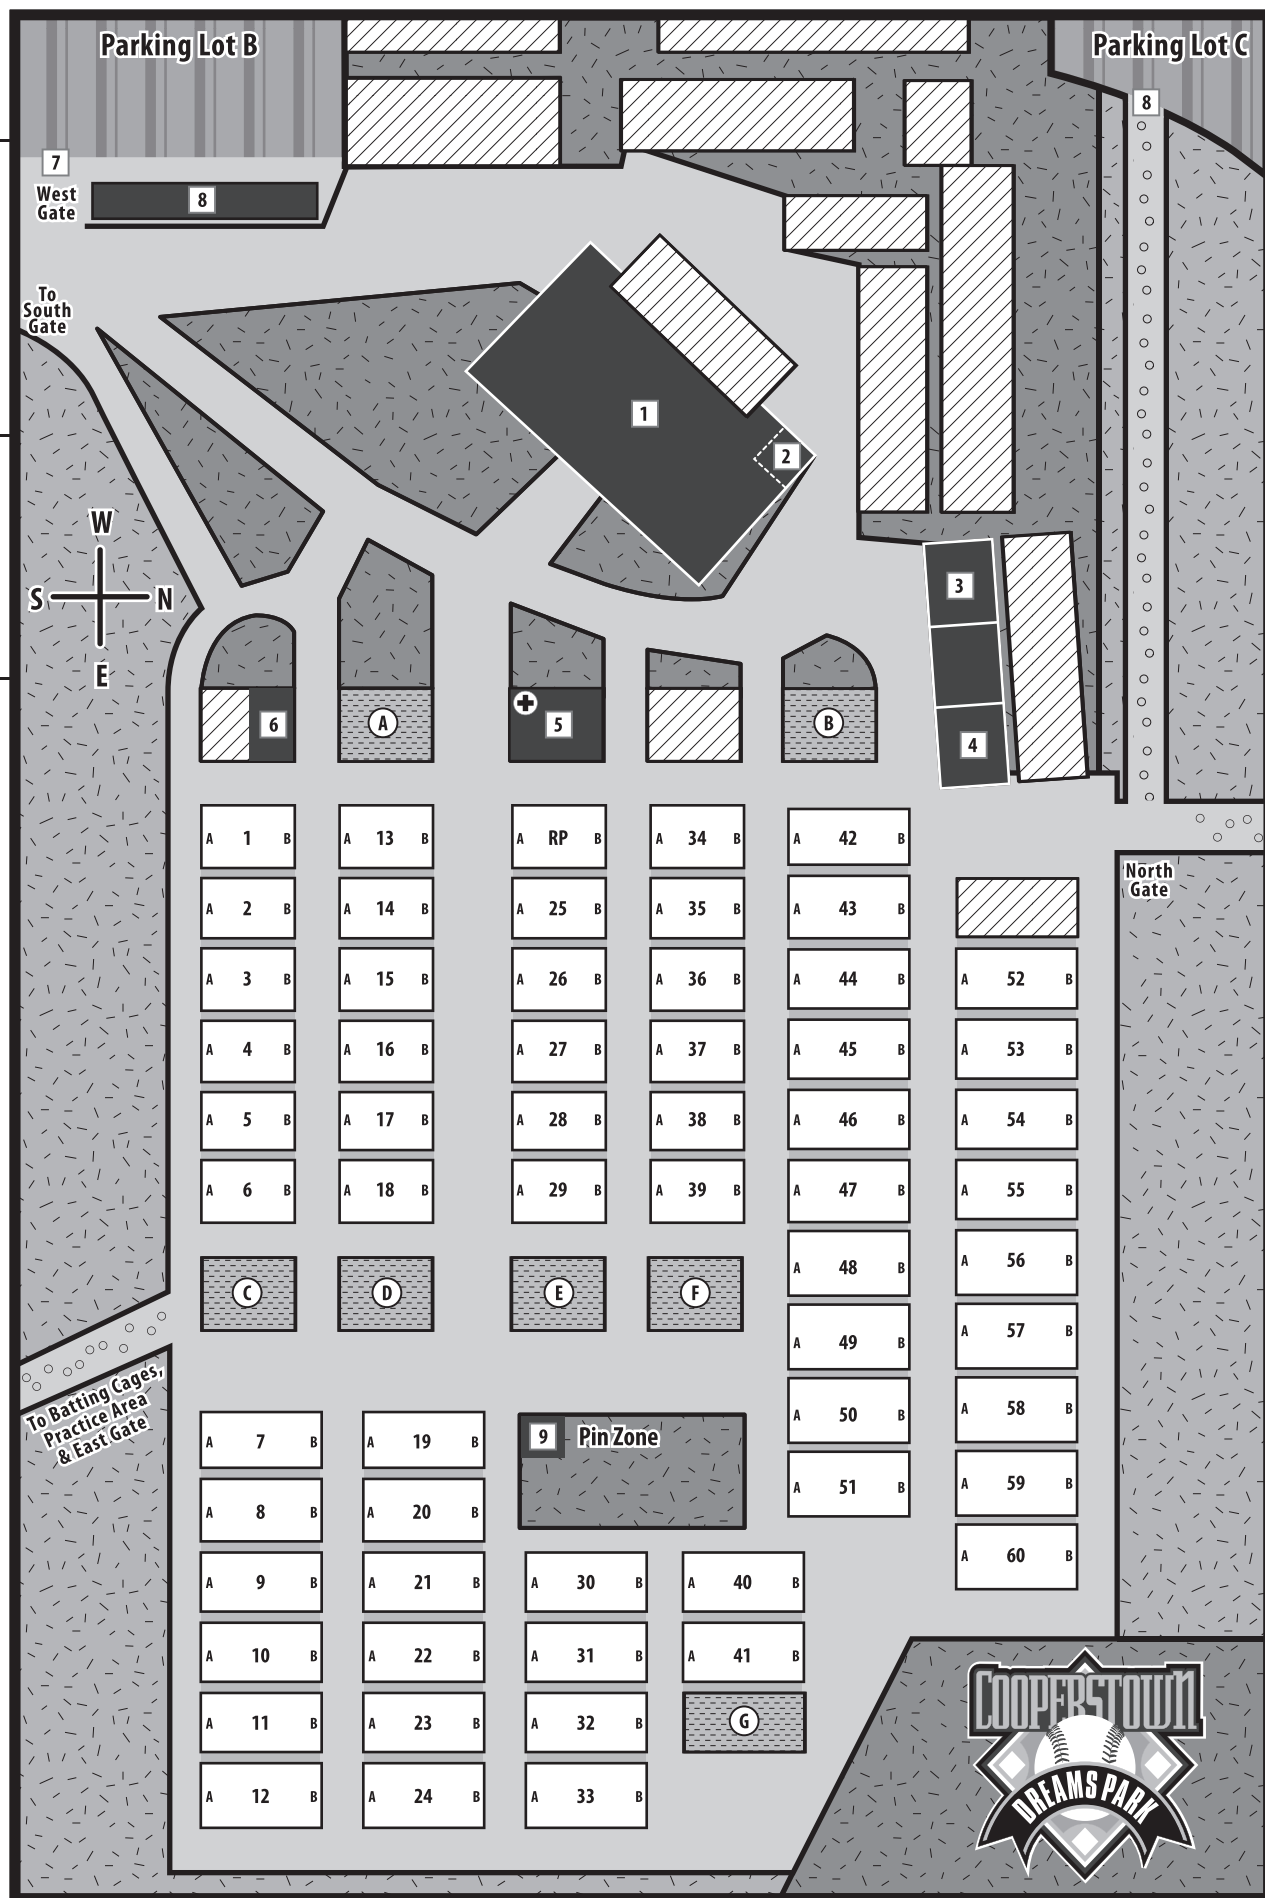 Parking Lot B
Parking Lot C
8
7
West
Gate
8
To
South
Gate
1
2
W
S N
E
3
6
A
5
B
4
A 1 B
A 13 B
A RP B
A 34 B
A 42 B
North
Gate
A 2 B
A 14 B
A 25 B
A 35 B
A 43 B
A 3 B
A 15 B
A 26 B
A 36 B
A 44 B
A 52 B
A 4 B
A 16 B
A 27 B
A 37 B
A 45 B
A 53 B
A 5 B
A 17 B
A 28 B
A 38 B
A 46 B
A 54 B
A 6 B
A 18 B
A 29 B
A 39 B
A 47 B
A 55 B
A 48 B
A 56 B
C
D
E
F
A 49 B
A 57 B
To Batting Cages,
Practice Area
& East Gate
A 50 B
A 58 B
A 7 B
A 19 B
9 Pin Zone
A 51 B
A 59 B
A 8 B
A 20 B
A 60 B
A 9 B
A 21 B
A 30 B
A 40 B
A 10 B
A 22 B
A 31 B
A 41 B
A 11 B
A 23 B
A 32 B
G
A 12 B
A 24 B
A 33 B
COOPERSTOWN
DREAMS PARK